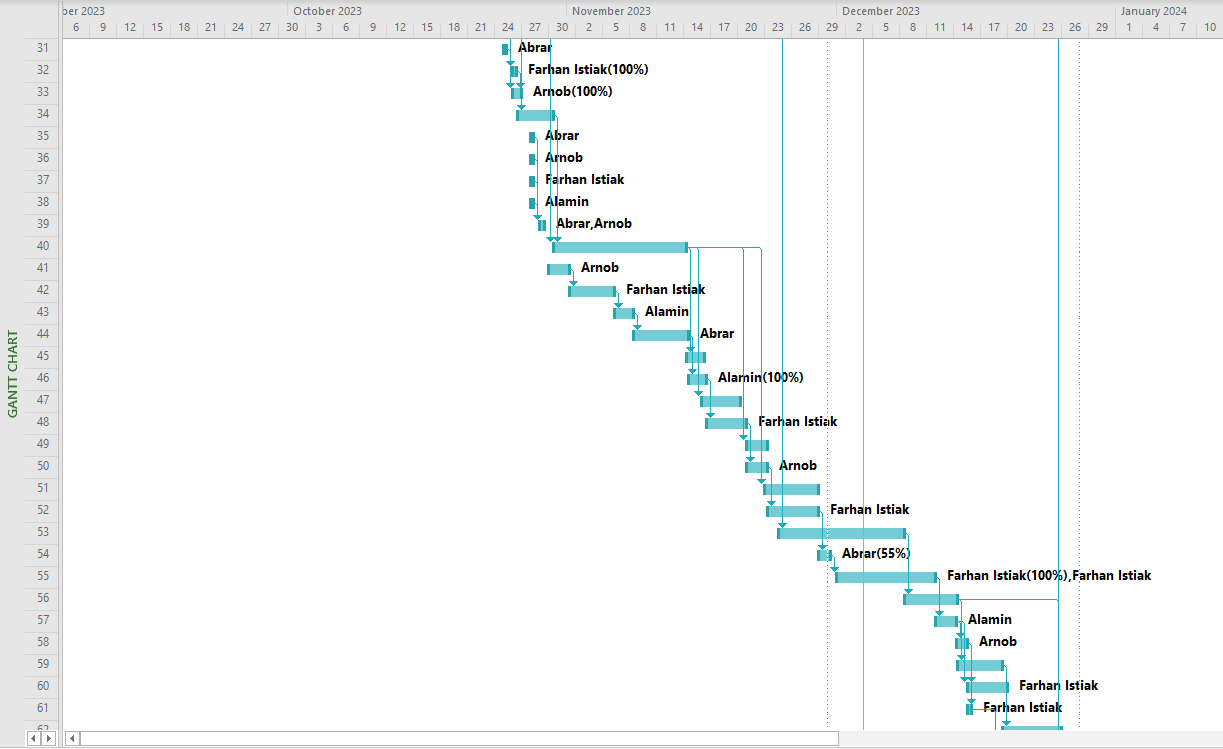 ber 2023 October 2023 November 2023 December 2023 January 2024
6 9 12 15 18 21 24 27 30 3 6 9 12 15 18 21 24 27 30 2 5 8 11 14 17 20 23 26 29 2 5 8 11 14 17 20 23 26 29 1 4 7 10
31 Abrar
32 Farhan Istiak(100%)
33 Arnob(100%)
34
35 Abrar
36 Arnob
37 Farhan Istiak
38 Alamin
39 Abrar,Arnob
40
41 Arnob
42 Farhan Istiak
43 Alamin
44 Abrar
45
46 Alamin(100%)
47
48 Farhan Istiak
49
50 Arnob
51
52 Farhan Istiak
53
54 Abrar(55%)
55 Farhan Istiak(100%),Farhan Istiak
56
57 Alamin
58 Arnob
59
60 Farhan Istiak
61 Farhan Istiak
62
GANTT CHART